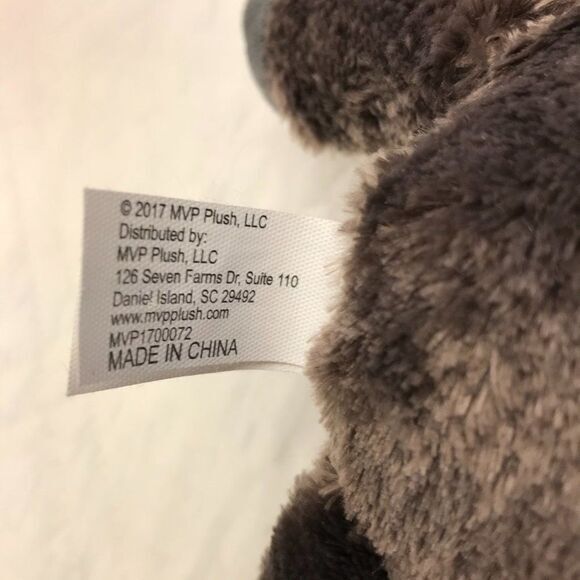 © 2017 MVP Plush, LLC
Distributed by:
MVP Plush, LLC
126 Seven Farms Dr, Suite 110
Daniel Island, SC 29492
www.mvpplush.com
MVP1700072
MADE IN CHINA